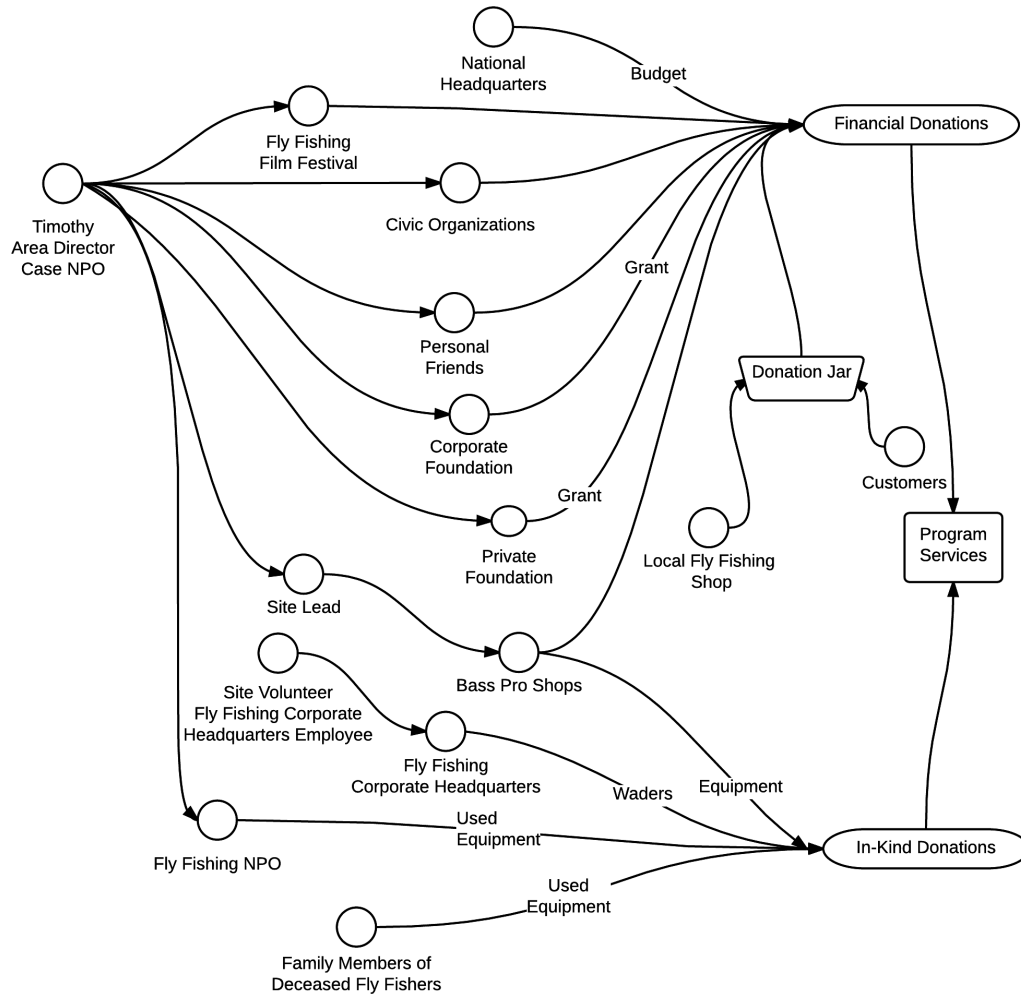 National
Headquarters
Budget
Financial Donations
Fly Fishing
Film Festival
Timothy
Area Director
Case NPO
Civic Organizations
Grant
Personal
Friends
Donation Jar
Corporate
Foundation
Customers
Grant
Private
Foundation
Local Fly Fishing
Shop
Program
Services
Site Lead
Bass Pro Shops
Site Volunteer
Fly Fishing Corporate
Headquarters Employee
Fly Fishing
Corporate Headquarters
Waders
Equipment
Used
Equipment
Fly Fishing NPO
In-Kind Donations
Used
Equipment
Family Members of
Deceased Fly Fishers